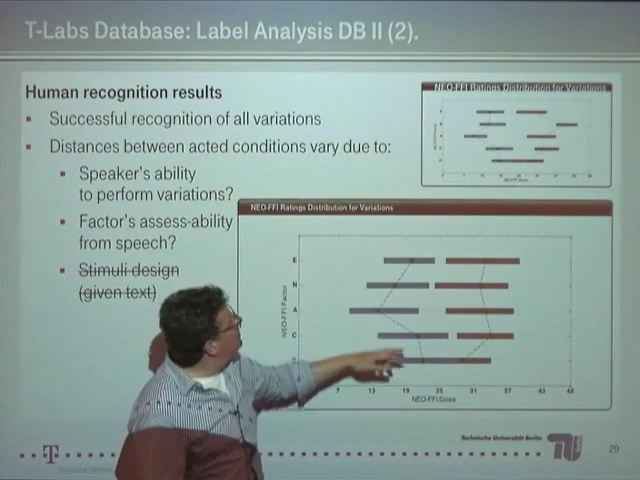 T-Labs Database: Label Analysis DB II (2).
Human recognition results
Successful recognition of all variations
Distances between acted conditions vary due to:
Speaker's ability
to perform variations?
Factor's assess-ability
from speech?
Stimuli design
(given text)
NEO-FFI Ratings Distribution for Variations
NEO-FFI Ratings Distribution for Variations
NEO-FFI Factor
E
N
A
C
7 13 19 25 31 37 43 48
NEO-FFI Score
Technische Universität Berlin
T
29